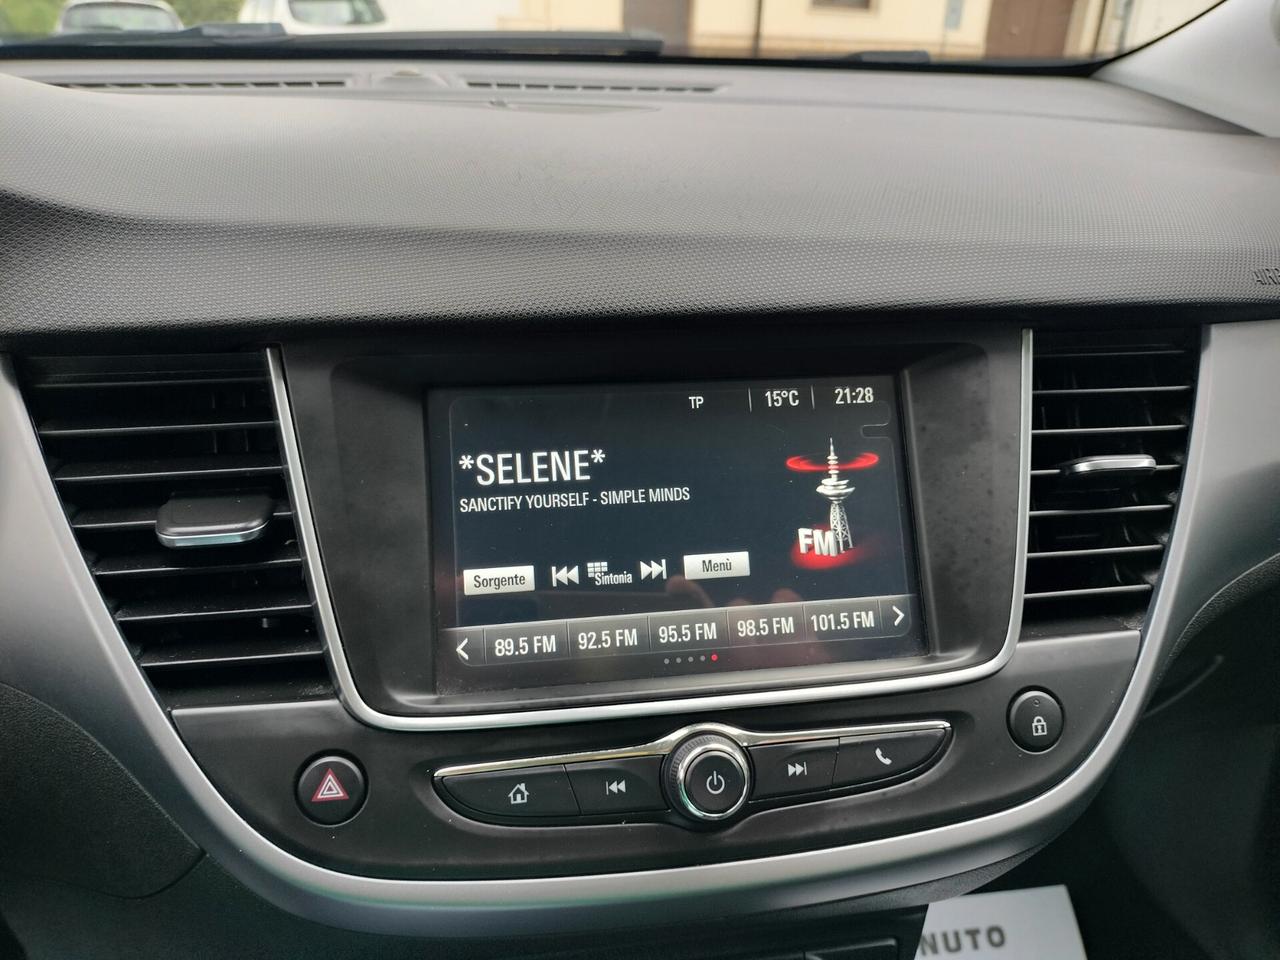 TP 15°C 21:28
*SELENE*
SANCTIFY YOURSELF - SIMPLE MINDS
FM
Sorgente Sintonia Menù
89.5 FM 92.5 FM 95.5 FM 98.5 FM 101.5 FM